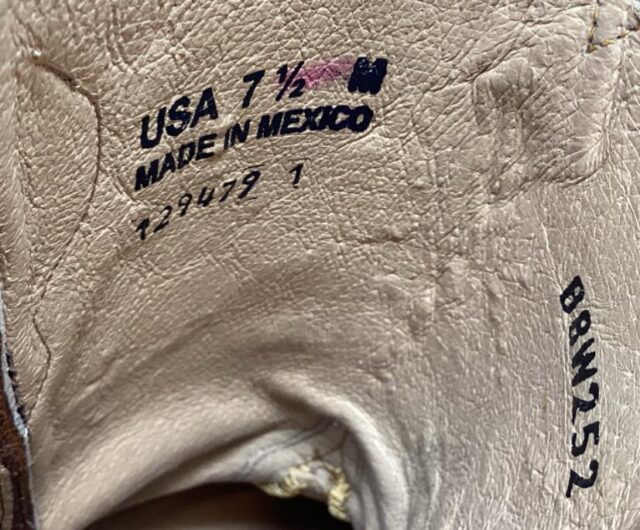 USA 7 ½ M
MADE IN MEXICO
129479 1
BRW252